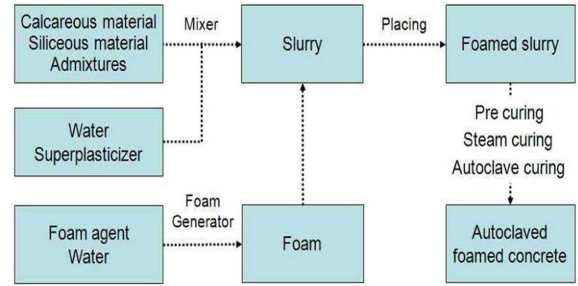 Calcareous material
Siliceous material
Admixtures
Mixer
Slurry
Placing
Foamed slurry
Water
Superplasticizer
Pre curing
Steam curing
Autoclave curing
Foam agent
Water
Foam
Generator
Foam
Autoclaved
foamed concrete